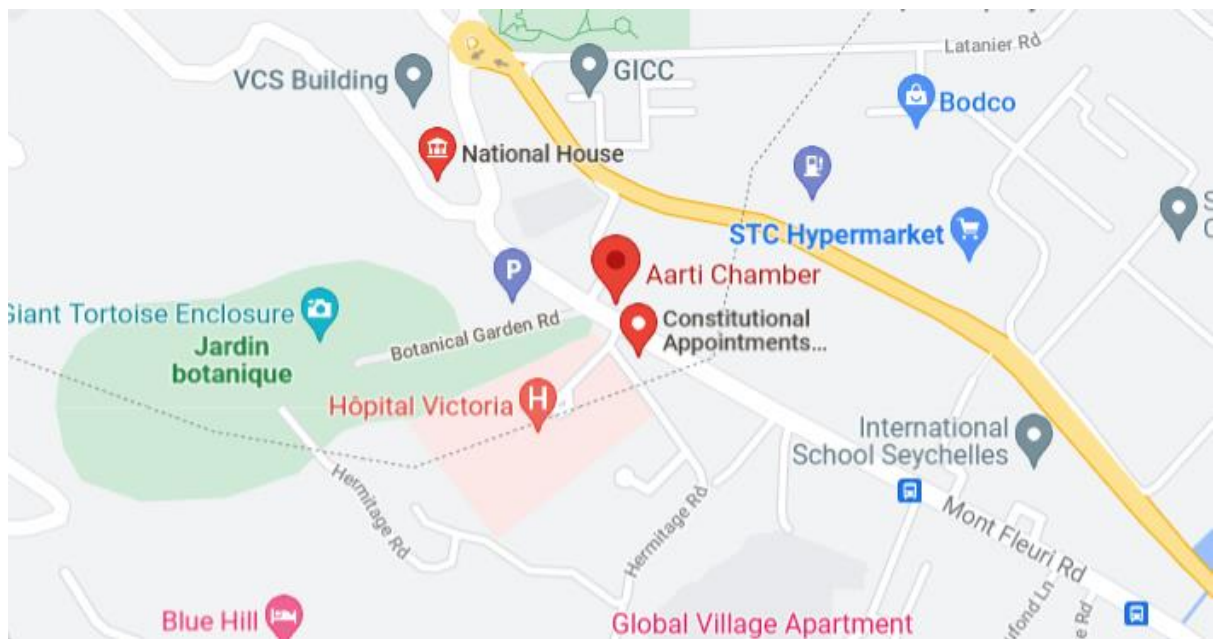 Latanier Rd
VCS Building
GICC
Bodco
National House
STC Hypermarket
Aarti Chamber
Giant Tortoise Enclosure
Constitutional
Appointments...
Botanical Garden Rd
Jardin
botanique
Hôpital Victoria
International
School Seychelles
Hermitage Rd
Hermitage Rd
Mont Fleuri Rd
Blue Hill
Global Village Apartment
P
H